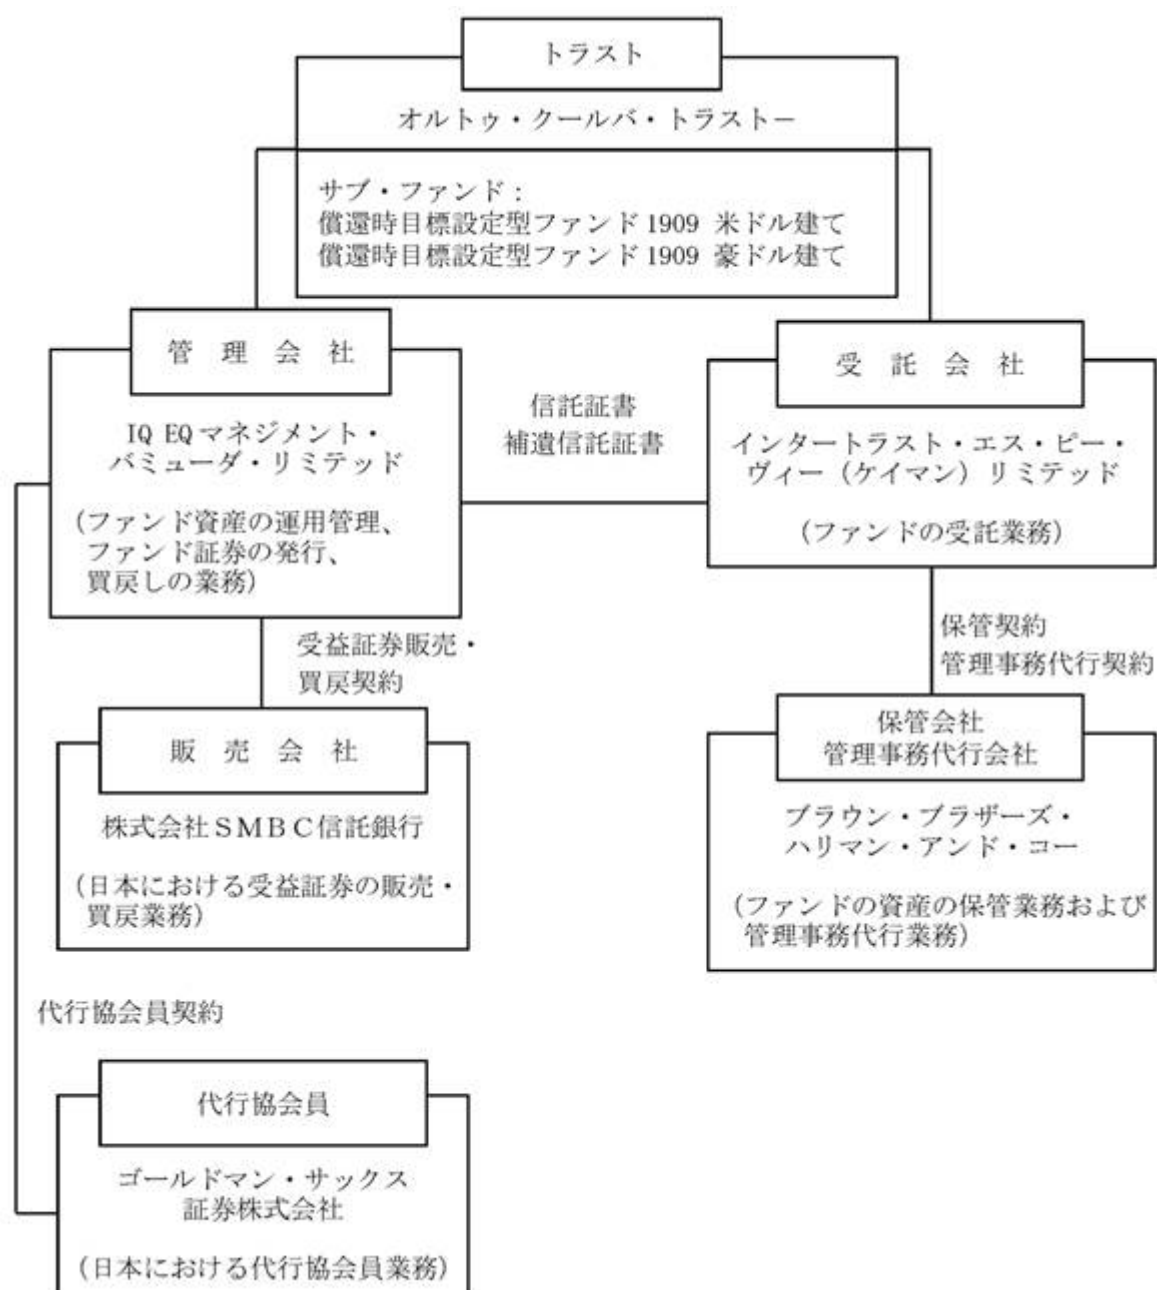 トラスト
オルトゥ・クールバ・トラスト－
サブ・ファンド：
償還時目標設定型ファンド 1909 米ドル建て
償還時目標設定型ファンド 1909 豪ドル建て
管　理　会　社
IQ EQマネジメント・
バミューダ・リミテッド
（ファンド資産の運用管理、
ファンド証券の発行、
買戻しの業務）
信託証書
補遺信託証書
受　託　会　社
インタートラスト・エス・ピー・
ヴィー（ケイマン）リミテッド
（ファンドの受託業務）
受益証券販売・
買戻契約
保管契約
管理事務代行契約
販　売　会　社
株式会社ＳＭＢＣ信託銀行
（日本における受益証券の販売・
買戻業務）
保管会社
管理事務代行会社
ブラウン・ブラザーズ・
ハリマン・アンド・コー
（ファンドの資産の保管業務および
管理事務代行業務）
代行協会員契約
代行協会員
ゴールドマン・サックス
証券株式会社
（日本における代行協会員業務）